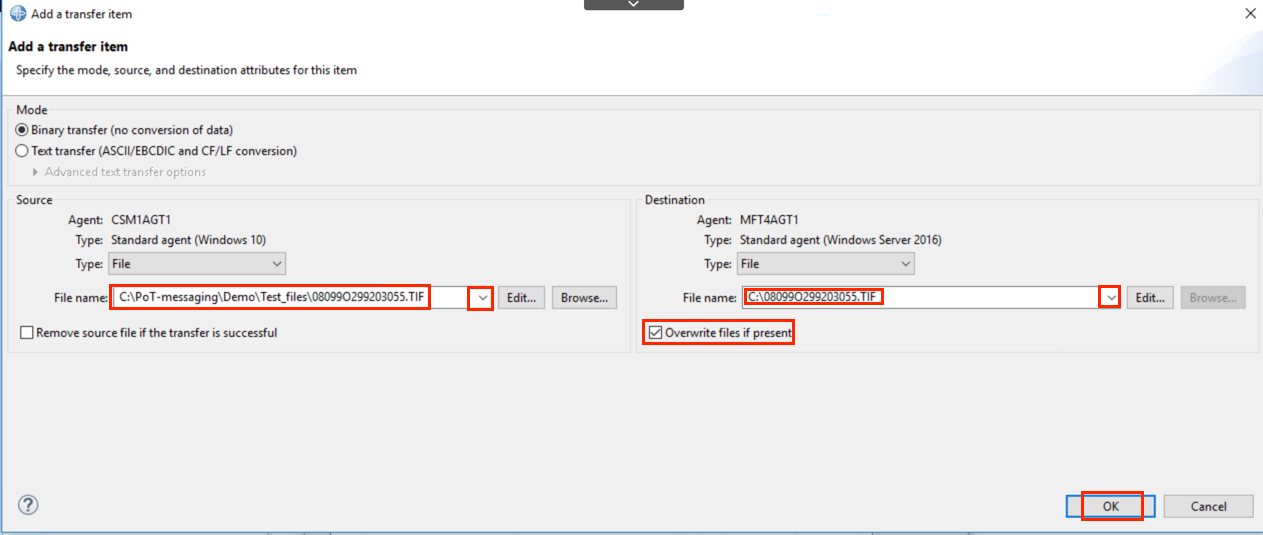 Add a transfer item
Add a transfer item
Specify the mode, source, and destination attributes for this item
Mode
Binary transfer (no conversion of data)
Text transfer (ASCII/EBCDIC and CF/LF conversion)
Advanced text transfer options
Source
Agent: CSM1AGT1
Type: Standard agent (Windows 10)
Type: File
File name: C:\PoT-messaging\Demo\Test_files\08099O299203055.TIF Edit... Browse...
Remove source file if the transfer is successful
Destination
Agent: MFT4AGT1
Type: Standard agent (Windows Server 2016)
Type: File
File name: C:\08099O299203055.TIF Edit... Browse...
Overwrite files if present
? OK Cancel